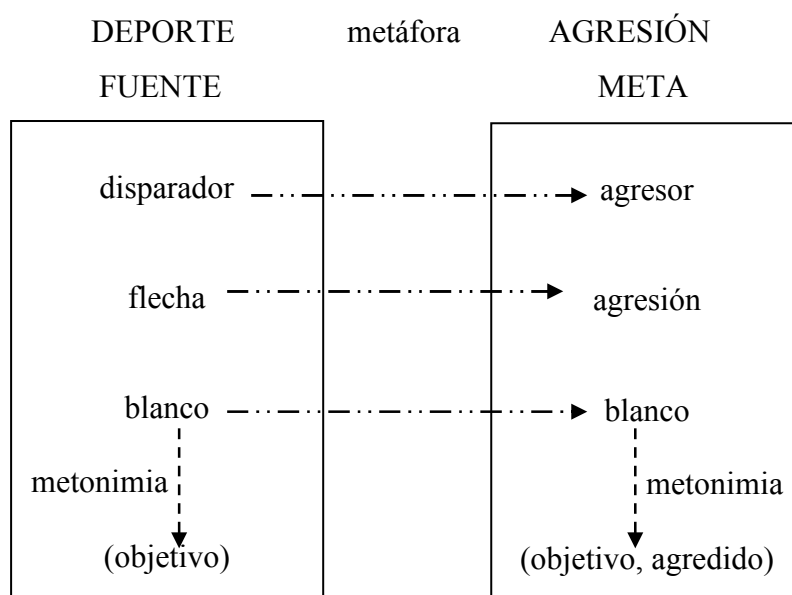 DEPORTE metáfora AGRESIÓN
FUENTE META
disparador agresor
flecha agresión
blanco blanco
metonimia metonimia
(objetivo) (objetivo, agredido)